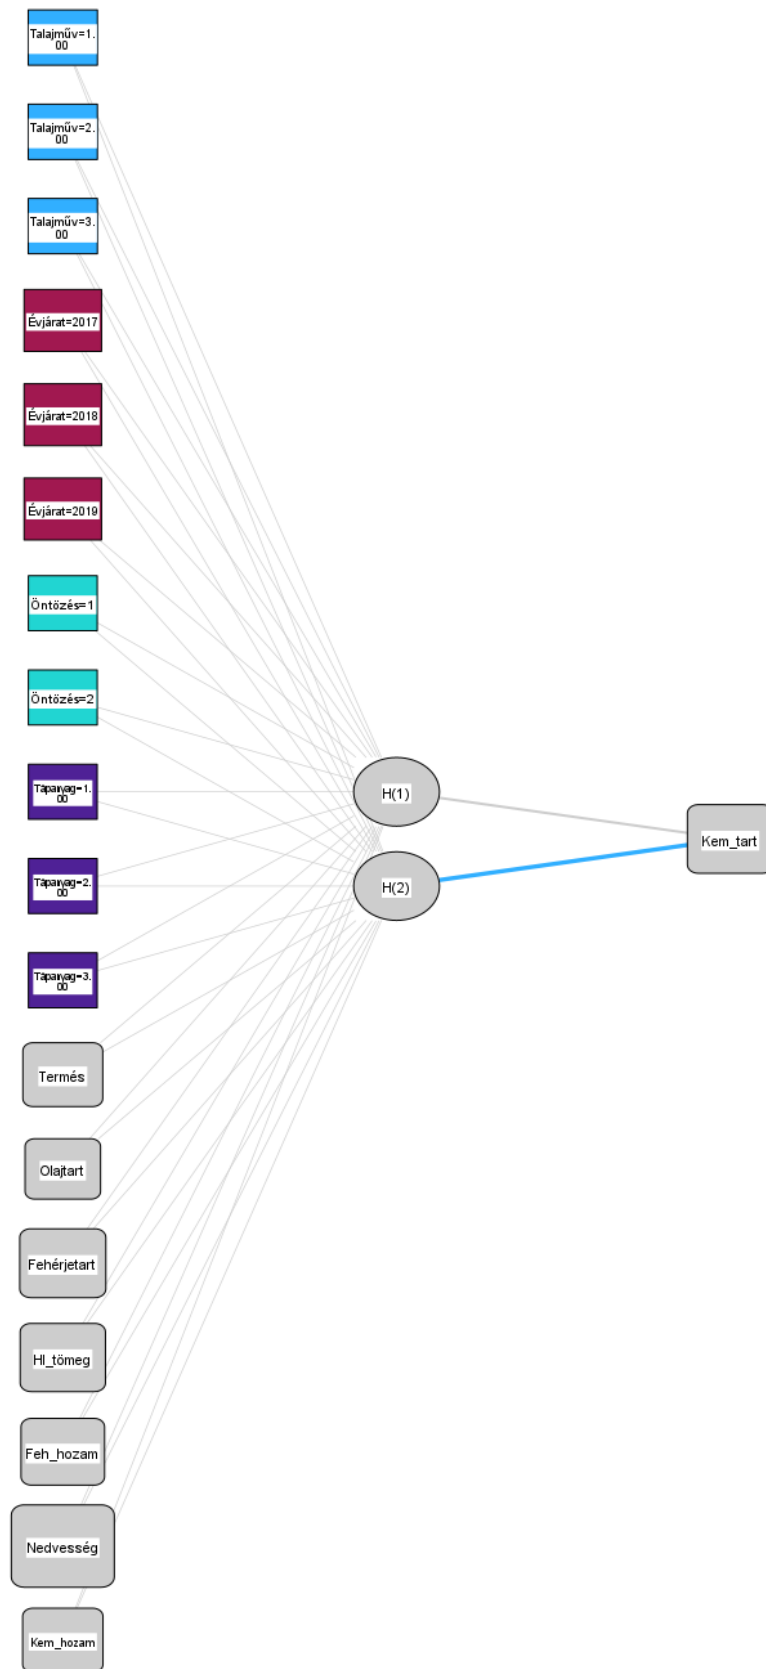 Talajműv=1.
00
Talajműv=2.
00
Talajműv=3.
00
Évjárat=2017
Évjárat=2018
Évjárat=2019
Öntözés=1
Öntözés=2
Tápanyag=1.
00
H(1)
Kem_tart
Tápanyag=2.
00
H(2)
Tápanyag=3.
00
Termés
Olajtart
Fehérjetart
Hl_tömeg
Feh_hozam
Nedvesség
Kem_hozam